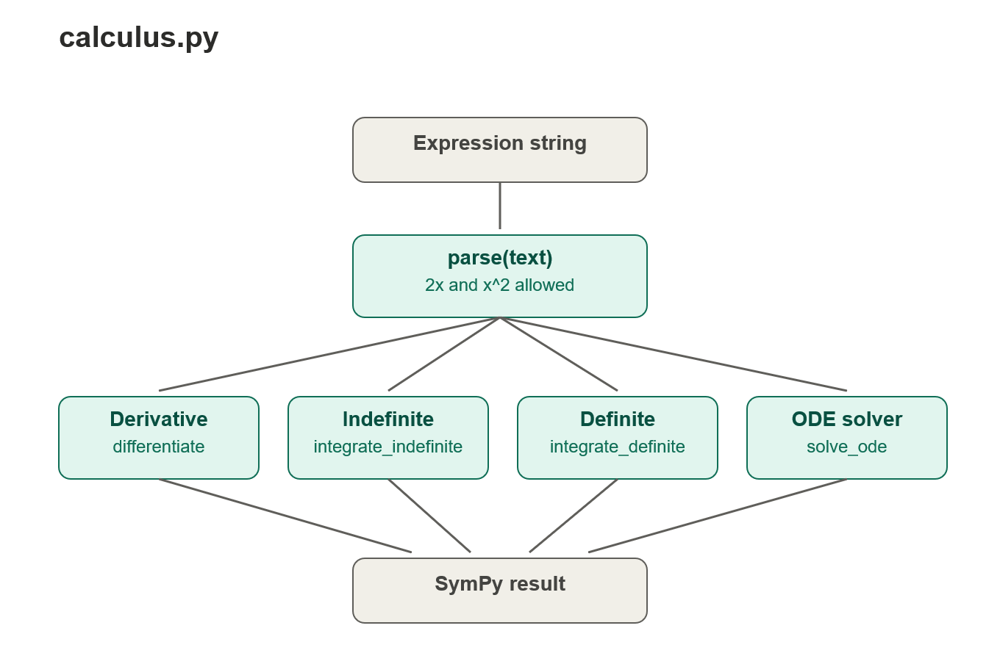 calculus.py
Expression string
parse(text)
2x and x^2 allowed
Derivative
differentiate
Indefinite
integrate_indefinite
Definite
integrate_definite
ODE solver
solve_ode
SymPy result